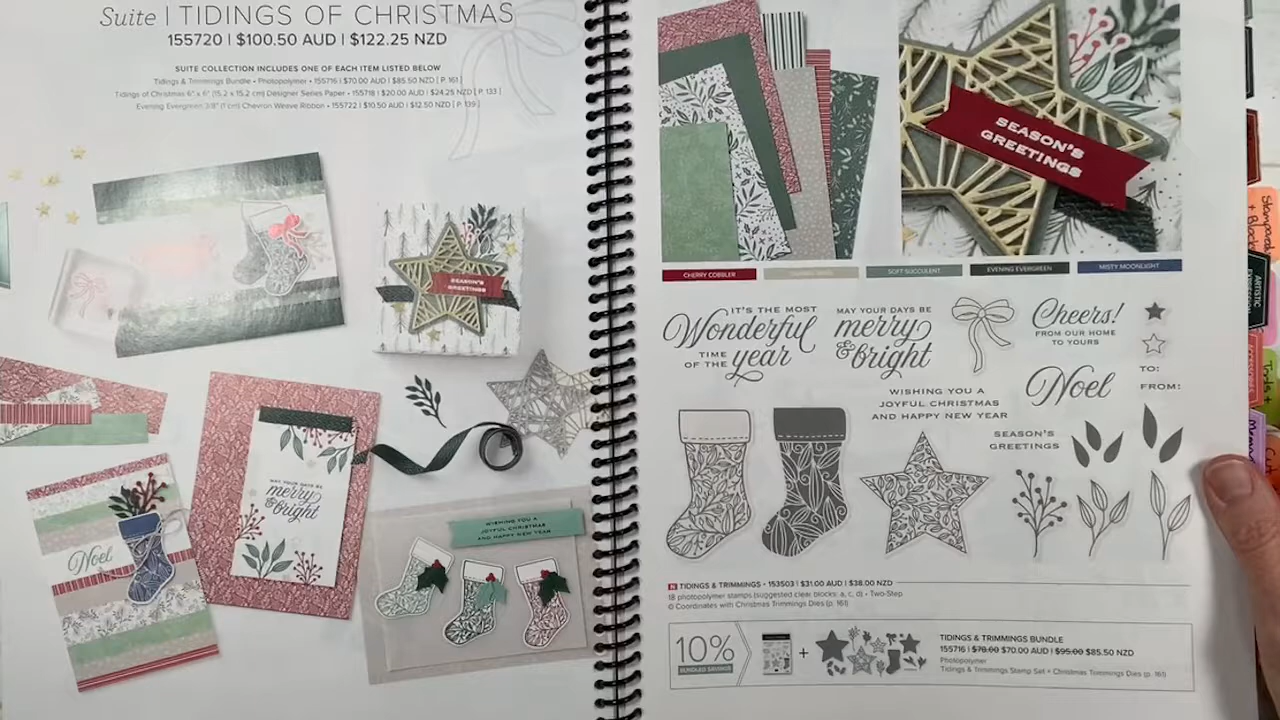 Suite | TIDINGS OF CHRISTMAS
155720 | $100.50 AUD | $122.25 NZD
SUITE COLLECTION INCLUDES ONE OF EACH ITEM LISTED BELOW
Tidings & Trimmings Bundle • Photopolymer • 155716 | $70.00 AUD | $85.50 NZD | P. 161 |
Tidings of Christmas 6" x 6" (15.2 x 15.2 cm) Designer Series Paper • 155718 | $20.00 AUD | $24.25 NZD | P. 133 |
Evening Evergreen 3/8" (1 cm) Chevron Weave Ribbon • 155722 | $10.50 AUD | $12.50 NZD | P. 139 |
SEASON'S
GREETINGS
MAY YOUR DAYS BE
merry
& bright
Noel
WISHING YOU A
JOYFUL CHRISTMAS
AND HAPPY NEW YEAR
SEASON'S
GREETINGS
CHERRY COBBLER
SOFT SUCCULENT
EVENING EVERGREEN
MISTY MOONLIGHT
IT'S THE MOST
Wonderful
TIME
OF THE year
MAY YOUR DAYS BE
merry
& bright
Cheers!
FROM OUR HOME
TO YOURS
Noel
TO:
FROM:
WISHING YOU A
JOYFUL CHRISTMAS
AND HAPPY NEW YEAR
SEASON'S
GREETINGS
N TIDINGS & TRIMMINGS • 153503 | $31.00 AUD | $38.00 NZD
18 photopolymer stamps (suggested clear blocks: a, c, d) • Two-Step
Coordinates with Christmas Trimmings Dies (p. 161)
10%
BUNDLED SAVINGS
+
TIDINGS & TRIMMINGS BUNDLE
155716 | $78.00 $70.00 AUD | $95.00 $85.50 NZD
Photopolymer
Tidings & Trimmings Stamp Set + Christmas Trimmings Dies (p. 161)
ARTISTIC